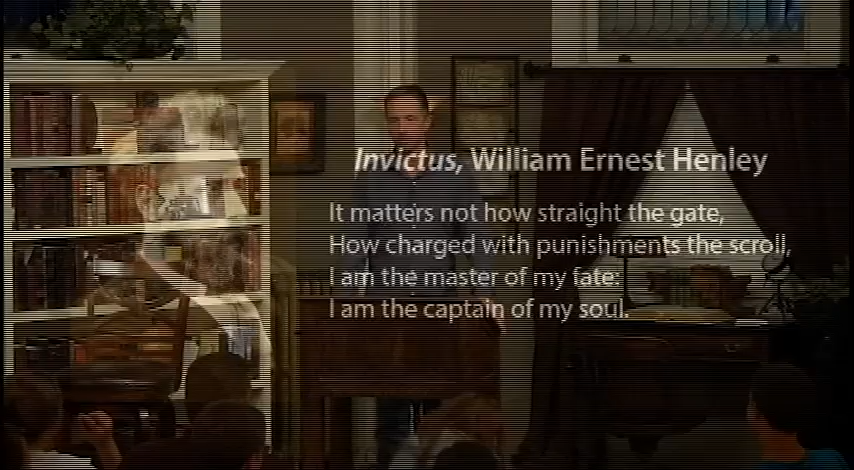 Invictus, William Ernest Henley
It matters not how straight the gate,
How charged with punishments the scroll,
I am the master of my fate:
I am the captain of my soul.